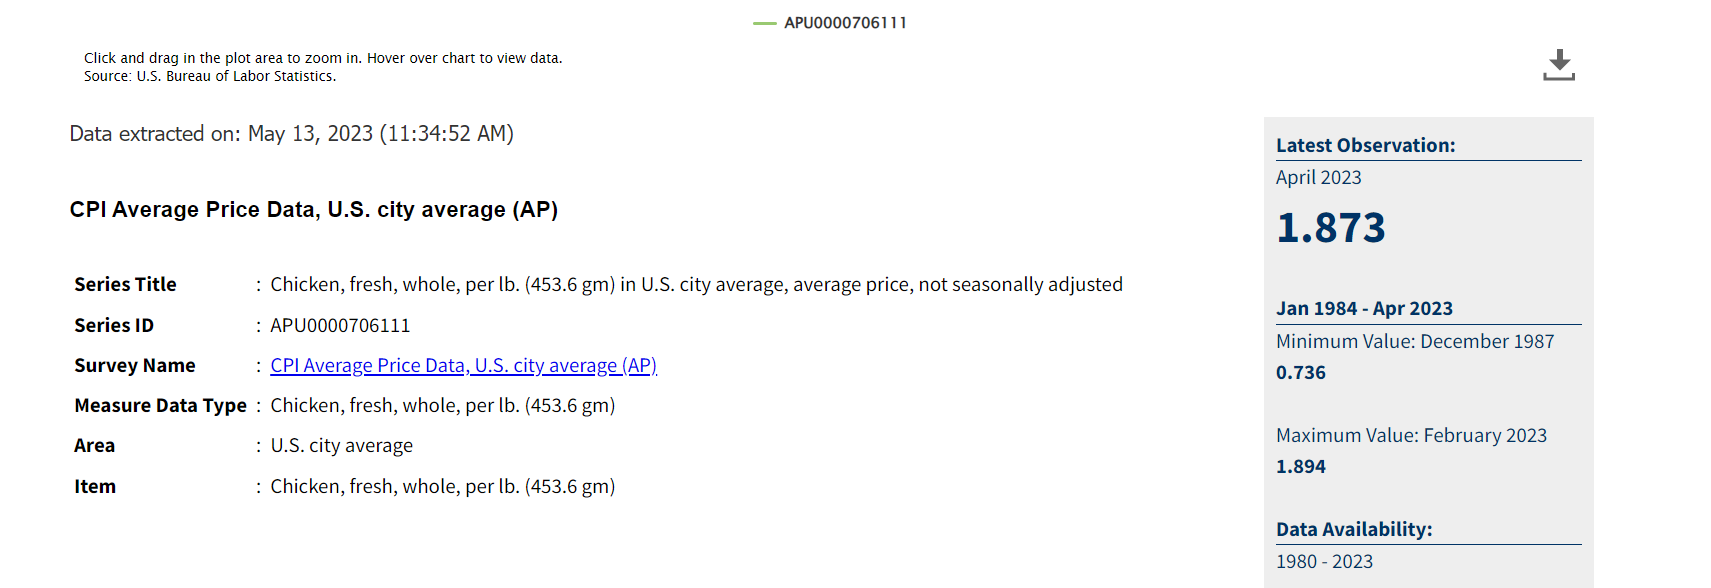 APU0000706111
Click and drag in the plot area to zoom in. Hover over chart to view data.
Source: U.S. Bureau of Labor Statistics.
Data extracted on: May 13, 2023 (11:34:52 AM)
CPI Average Price Data, U.S. city average (AP)
Series Title : Chicken, fresh, whole, per lb. (453.6 gm) in U.S. city average, average price, not seasonally adjusted
Series ID : APU0000706111
Survey Name : CPI Average Price Data, U.S. city average (AP)
Measure Data Type : Chicken, fresh, whole, per lb. (453.6 gm)
Area : U.S. city average
Item : Chicken, fresh, whole, per lb. (453.6 gm)
Latest Observation:
April 2023
1.873
Jan 1984 - Apr 2023
Minimum Value: December 1987
0.736
Maximum Value: February 2023
1.894
Data Availability:
1980 - 2023